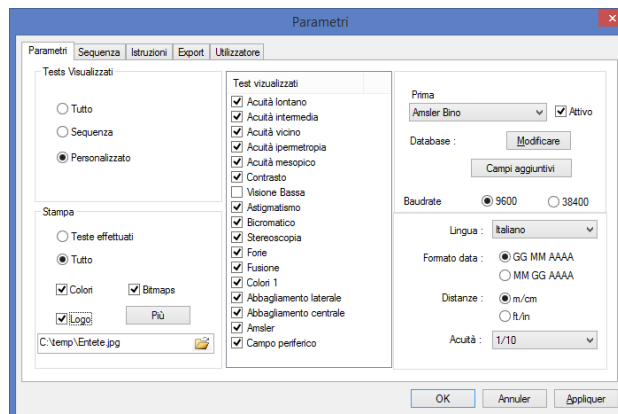 Parametri
Parametri Sequenza Istruzioni Export Utilizzatore
Tests Visualizzati
Tutto
Sequenza
Personalizzato
Stampa
Teste effettuati
Tutto
Colori Bitmaps
Logo Più
C:\temp\Entete.jpg
Test vizualizzati
Acuità lontano
Acuità intermedia
Acuità vicino
Acuità ipermetropia
Acuità mesopico
Contrasto
Visione Bassa
Astigmatismo
Bicromatico
Stereoscopia
Forie
Fusione
Colori 1
Abbagliamento laterale
Abbagliamento centrale
Amsler
Campo periferico
Prima
Amsler Bino Attivo
Database : Modificare
Campi aggiuntivi
Baudrate 9600 38400
Lingua : Italiano
Formato data : GG MM AAAA
MM GG AAAA
Distanze : m/cm
ft/in
Acuità : 1/10
OK Annuler Appliquer